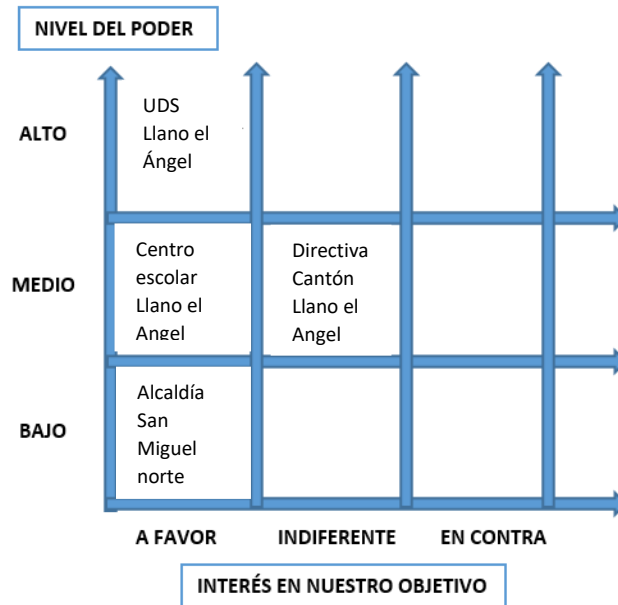 NIVEL DEL PODER
ALTO
UDS
Llano el
Ángel
MEDIO
Centro
escolar
Llano el
Angel
Directiva
Cantón
Llano el
Angel
BAJO
Alcaldía
San
Miguel
norte
A FAVOR
INDIFERENTE
EN CONTRA
INTERÉS EN NUESTRO OBJETIVO